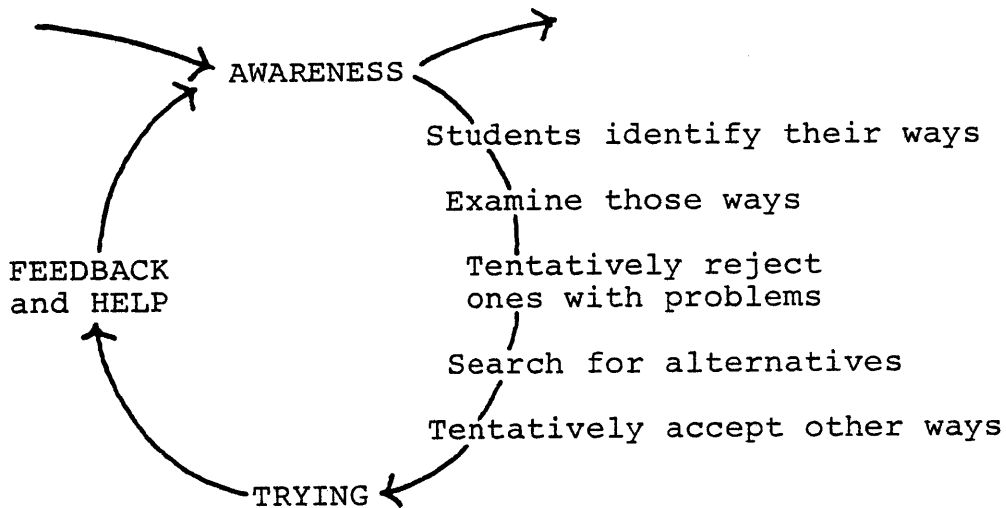 AWARENESS
Students identify their ways
Examine those ways
Tentatively reject
ones with problems
Search for alternatives
Tentatively accept other ways
TRYING
FEEDBACK
and HELP